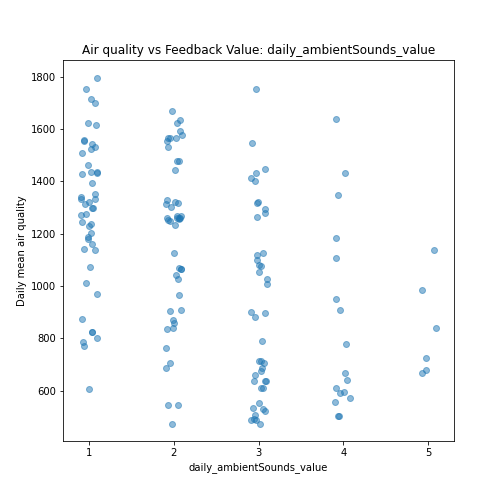 Air quality vs Feedback Value: daily_ambientSounds_value
Daily mean air quality
1800
1600
1400
1200
1000
800
600
1 2 3 4 5
daily_ambientSounds_value